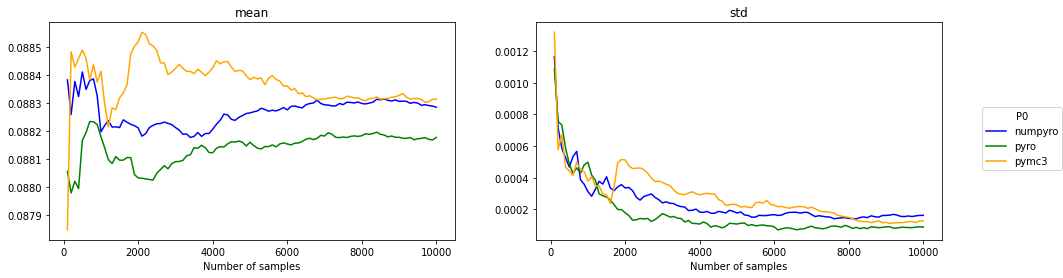 mean
0.0885
0.0884
0.0883
0.0882
0.0881
0.0880
0.0879
0 2000 4000 6000 8000 10000
Number of samples
std
0.0012
0.0010
0.0008
0.0006
0.0004
0.0002
0 2000 4000 6000 8000 10000
Number of samples
P0
numpyro
pyro
pymc3